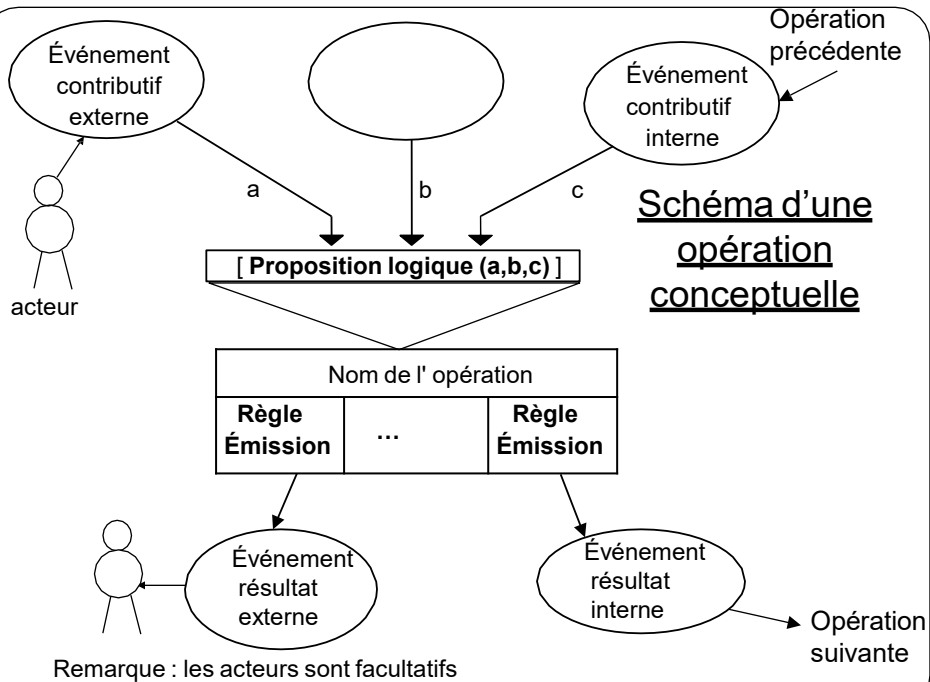 Événement
contributif
externe
Événement
contributif
interne
Opération
précédente
a
b
c
Schéma d'une
opération
conceptuelle
acteur
[ Proposition logique (a,b,c) ]
Nom de l' opération
Règle
Émission
...
Règle
Émission
Événement
résultat
externe
Événement
résultat
interne
Opération
suivante
Remarque : les acteurs sont facultatifs